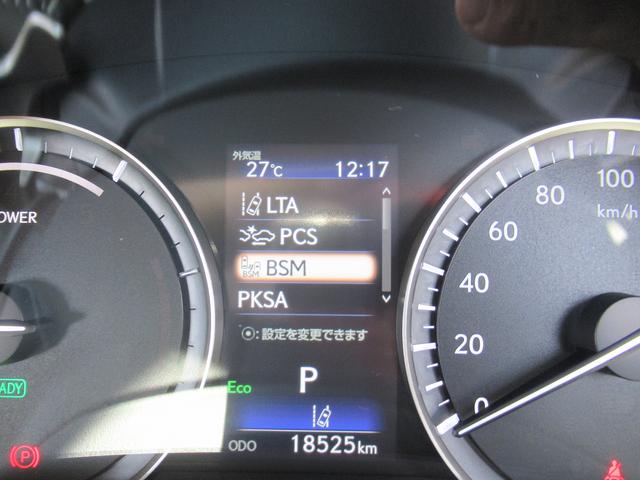 外気温
27℃ 12:17
LTA
PCS
BSM BSM
PKSA
⦿:設定を変更できます
P
Eco
ODO 18525km
OWER
ADY
P
100
80
km/h
60
40
20
0